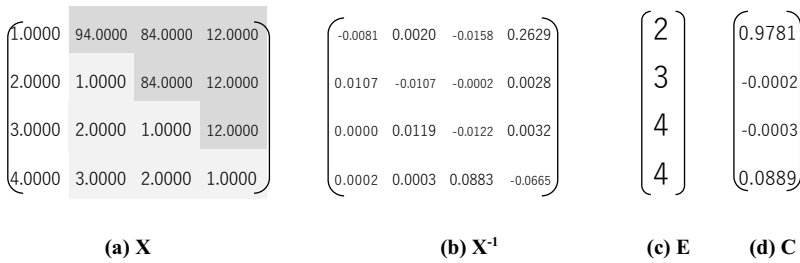 1.0000 94.0000 84.0000 12.0000 -0.0081 0.0020 -0.0158 0.2629 2 0.9781
2.0000 1.0000 84.0000 12.0000 0.0107 -0.0107 -0.0002 0.0028 3 -0.0002
3.0000 2.0000 1.0000 12.0000 0.0000 0.0119 -0.0122 0.0032 4 -0.0003
4.0000 3.0000 2.0000 1.0000 0.0002 0.0003 0.0883 -0.0665 4 0.0889
(a) X (b) X⁻¹ (c) E (d) C